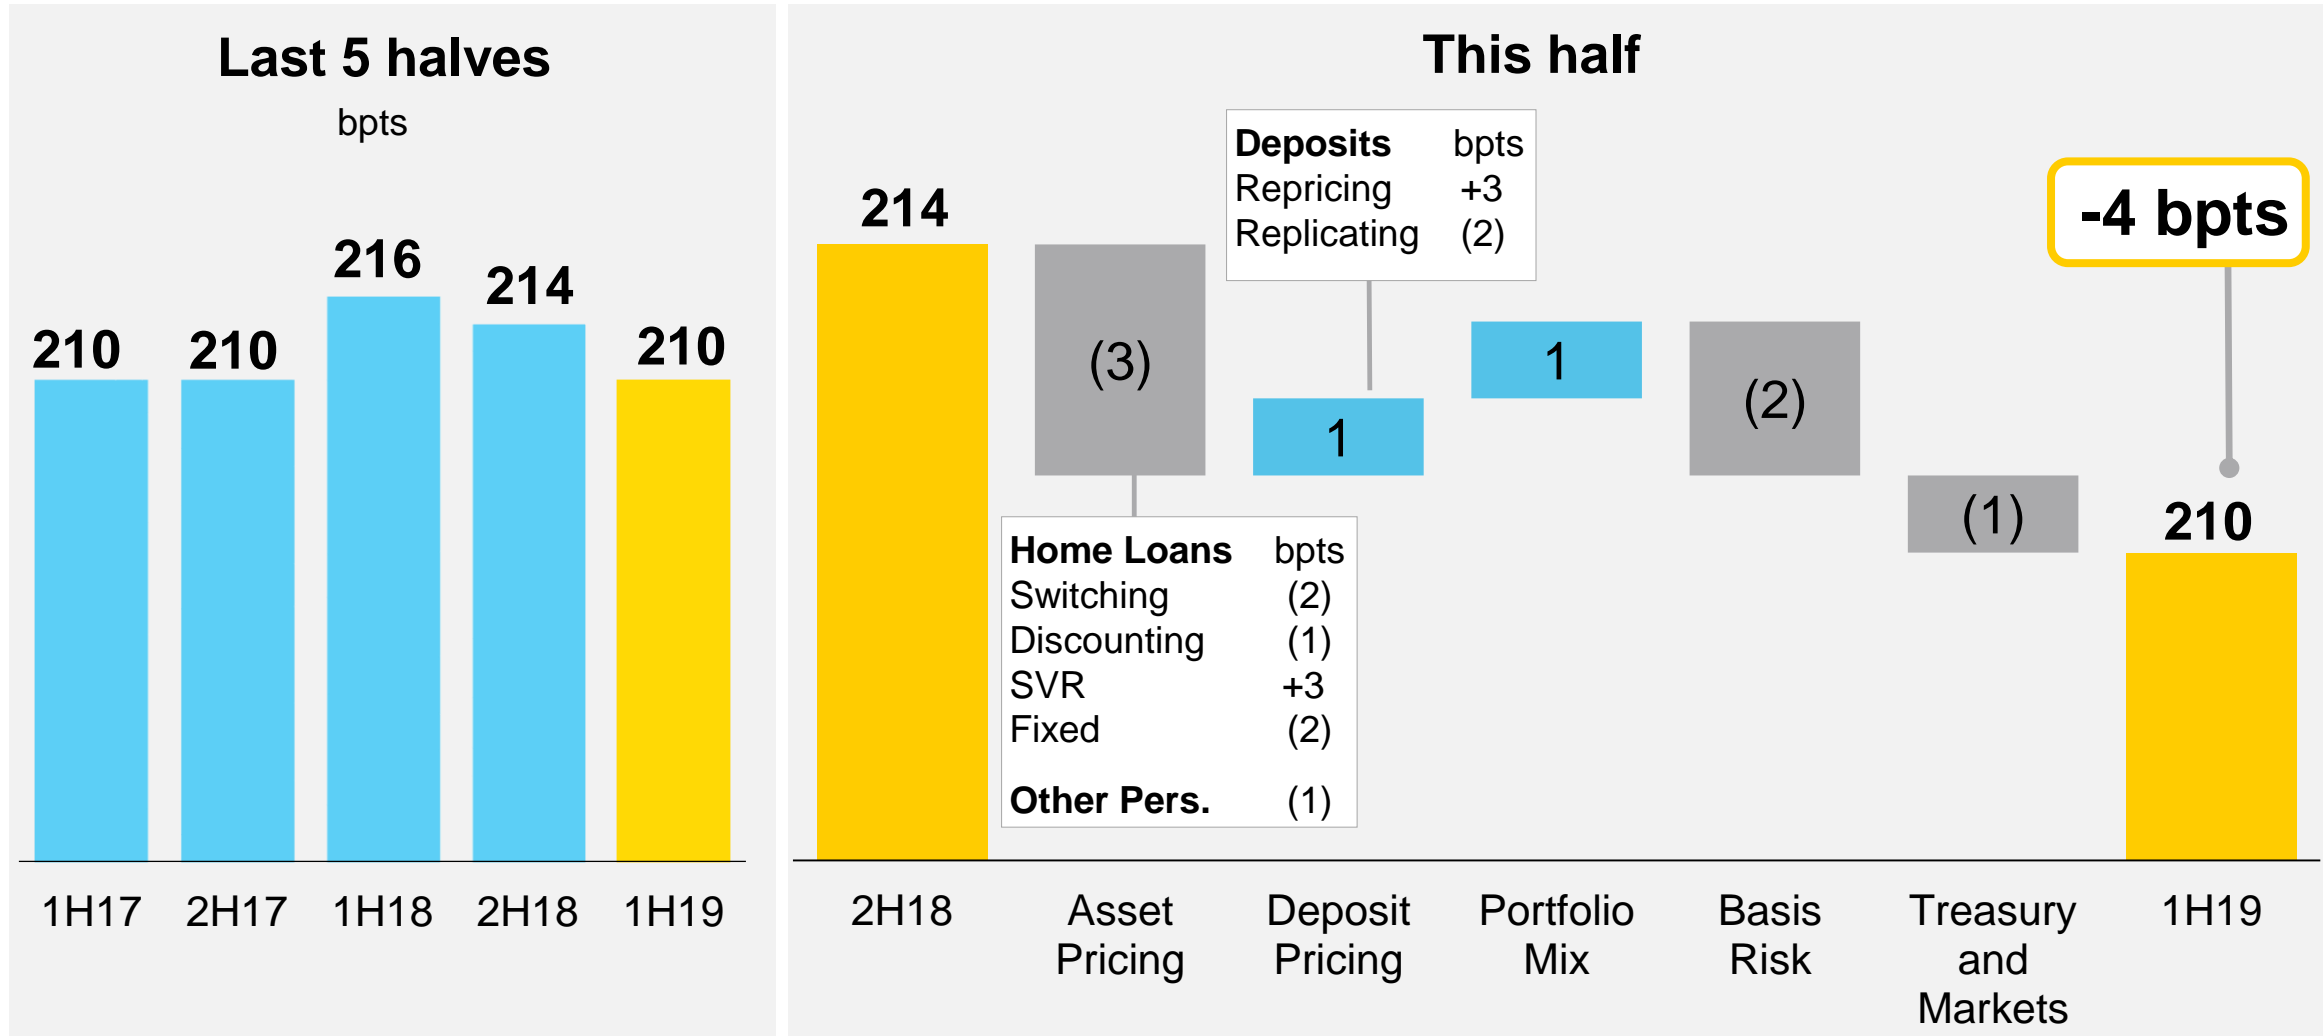 Last 5 halves
bpts
210
210
216
214
210
1H17 2H17 1H18 2H18 1H19
This half
214
(3)
Deposits bpts
Repricing +3
Replicating (2)
1
1
(2)
(1)
-4 bpts
210
Home Loans bpts
Switching (2)
Discounting (1)
SVR +3
Fixed (2)
Other Pers. (1)
2H18
Asset
Pricing
Deposit
Pricing
Portfolio
Mix
Basis
Risk
Treasury
and
Markets
1H19